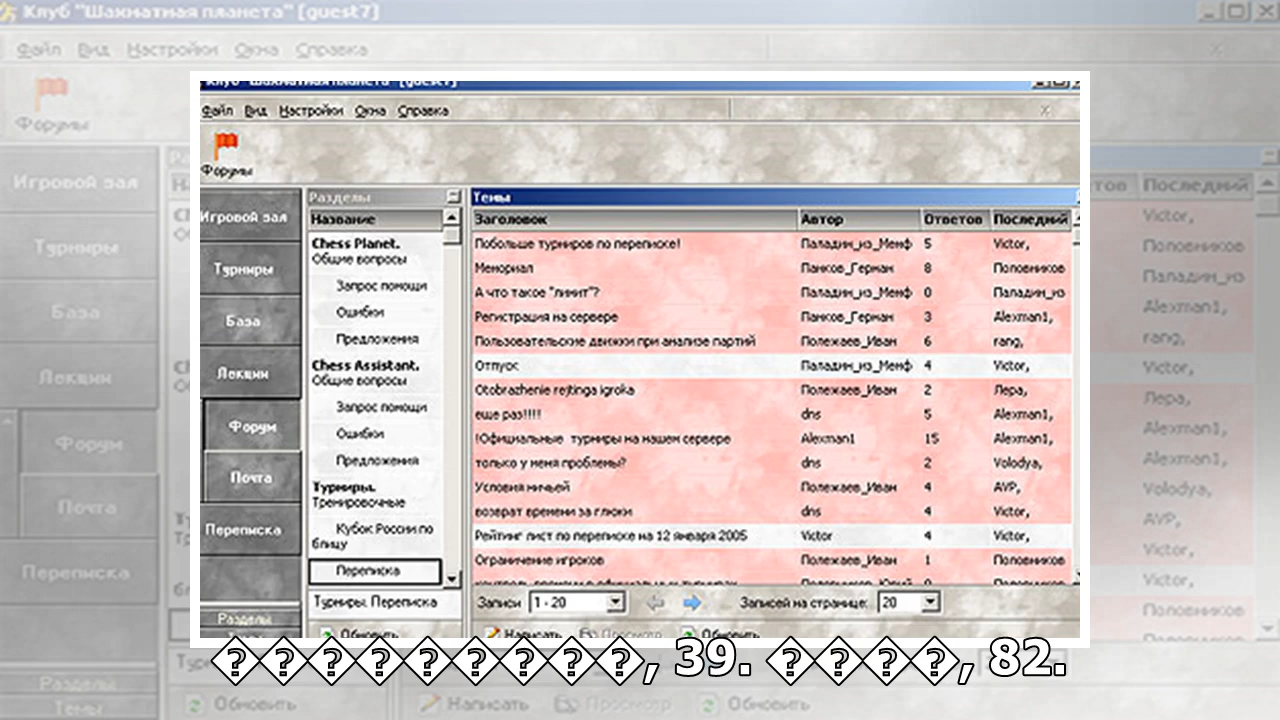 Клуб "Шахматная планета" [guest7]
Файл Вид Настройки Окна Справка
Форумы
Игровой зал
Турниры
База
Лекции
Форум
Почта
Переписка
Разделы
Разделы
Название
Chess Planet.
Общие вопросы
Запрос помощи
Ошибки
Предложения
Chess Assistant.
Общие вопросы
Запрос помощи
Ошибки
Предложения
Турниры.
Тренировочные
Кубок России по
блицу
Переписка
Турниры. Переписка
Обновить
Темы
Заголовок Автор Ответов Последний
Побольше турниров по переписке! Паладин_из_Менф 5 Victor,
Мемориал Панков_Герман 8 Половников
А что такое "линит"? Паладин_из_Менф 0 Паладин_из
Регистрация на сервере Панков_Герман 3 Alexman1,
Пользовательские движки при анализе партий Полежаев_Иван 6 rang,
Отпуск Паладин_из_Менф 4 Victor,
Otobrazhenie rejtinga igroka Полежаев_Иван 2 Лера,
еще раз!!!! dns 5 Alexman1,
!Официальные турниры на нашем сервере Alexman1 15 Alexman1,
только у меня проблемы? dns 2 Volodya,
Условия ничьей Полежаев_Иван 4 AVP,
возврат времени за глюки dns 4 Victor,
Рейтинг лист по переписке на 12 января 2005 Victor 4 Victor,
Ограничение игроков Полежаев_Иван 1 Половников
Записи 1 - 20 Записей на странице: 20
Написать Просмотр Обновить
�����������, 39. �����, 82.